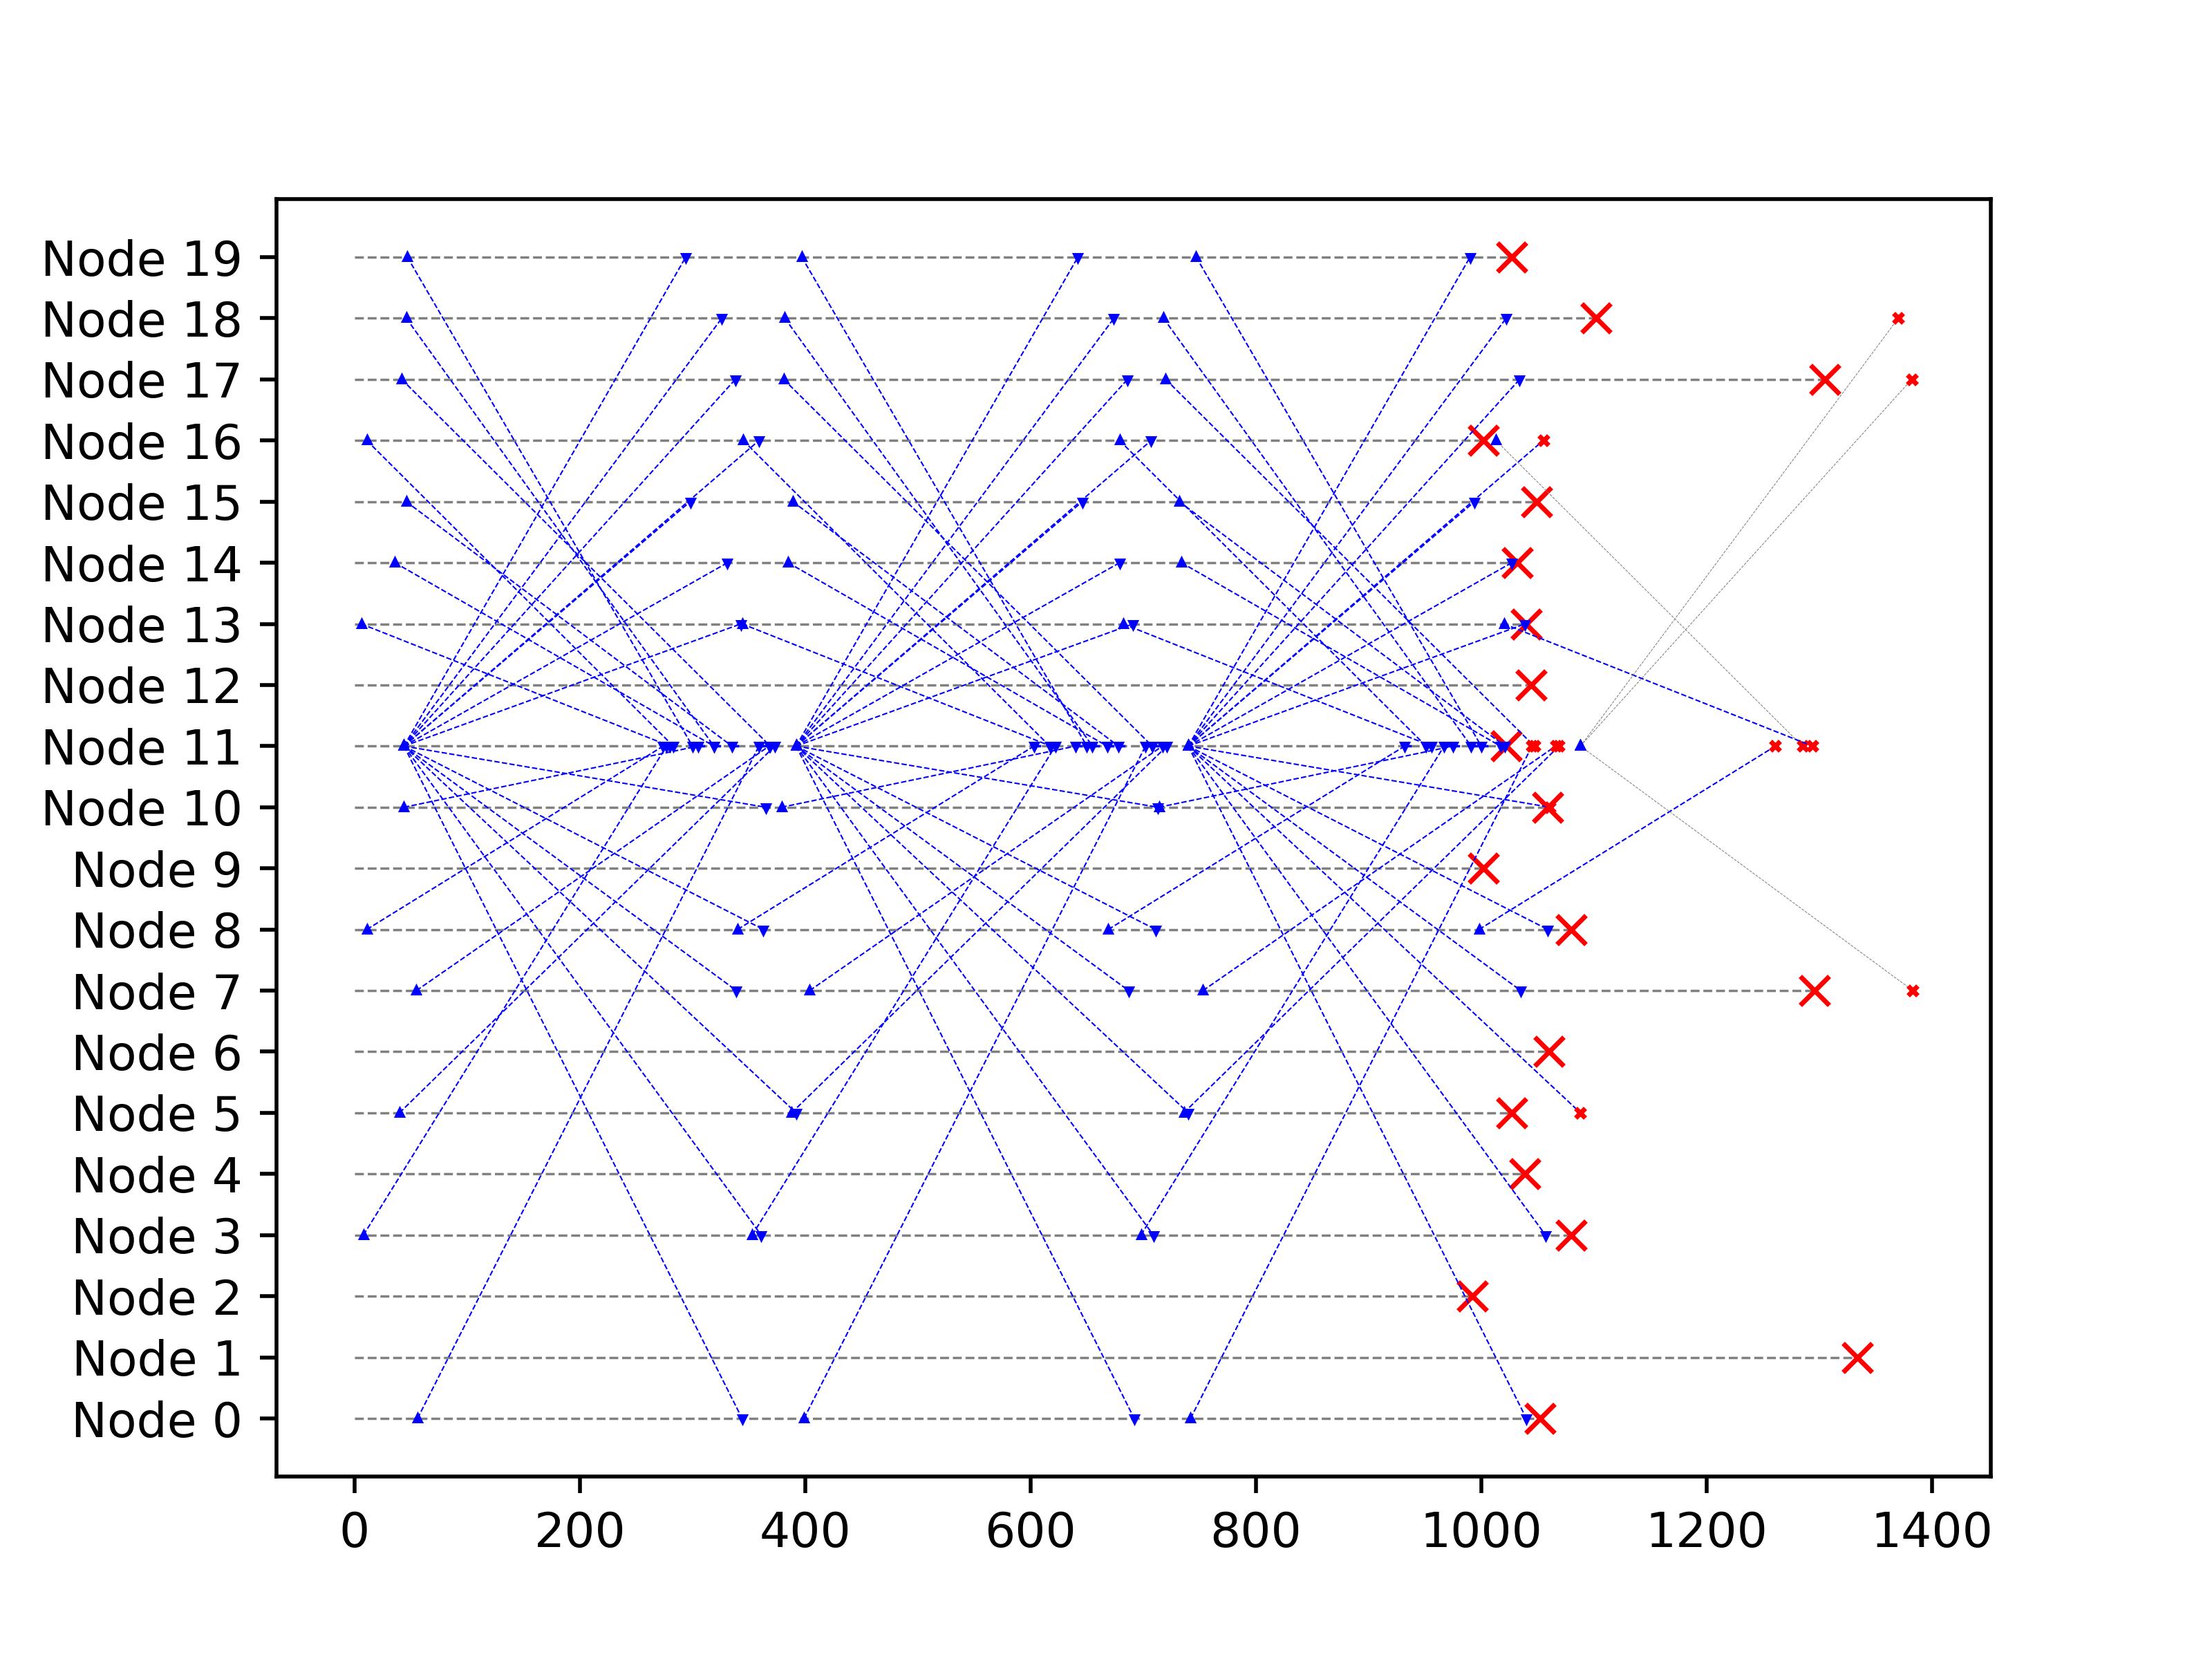 Node 19
Node 18
Node 17
Node 16
Node 15
Node 14
Node 13
Node 12
Node 11
Node 10
Node 9
Node 8
Node 7
Node 6
Node 5
Node 4
Node 3
Node 2
Node 1
Node 0
0 200 400 600 800 1000 1200 1400